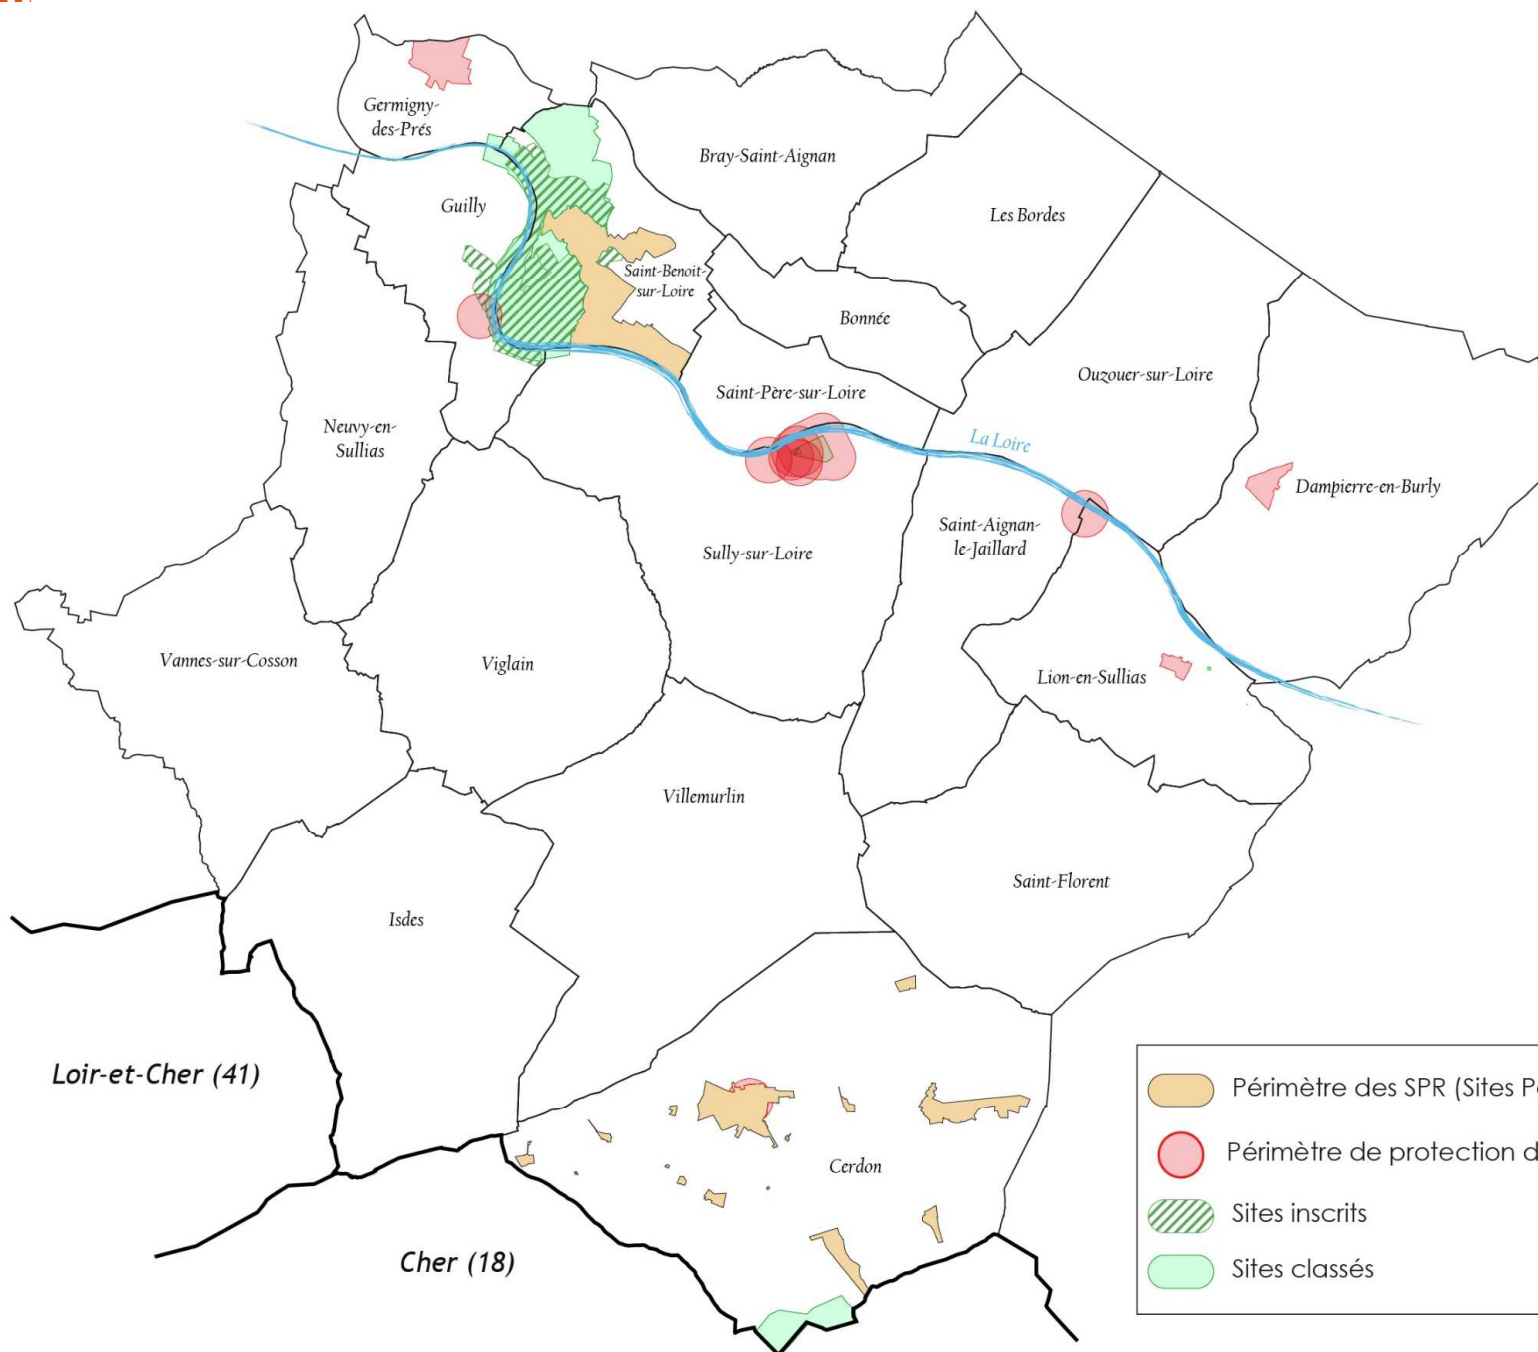 Germigny-
des-Prés
Bray-Saint-Aignan
Guilly
Les Bordes
Saint-Benoit-
sur-Loire
Bonnée
Ouzouer-sur-Loire
Saint-Père-sur-Loire
Neuvy-en-
Sullias
La Loire
Dampierre-en-Burly
Saint-Aignan-
le-Jaillard
Sully-sur-Loire
Vannes-sur-Cosson
Viglain
Lion-en-Sullias
Villemurlin
Saint-Florent
Isdes
Loir-et-Cher (41)
Cerdon
Cher (18)
Périmètre des SPR (Sites
Périmètre de protection
Sites inscrits
Sites classés